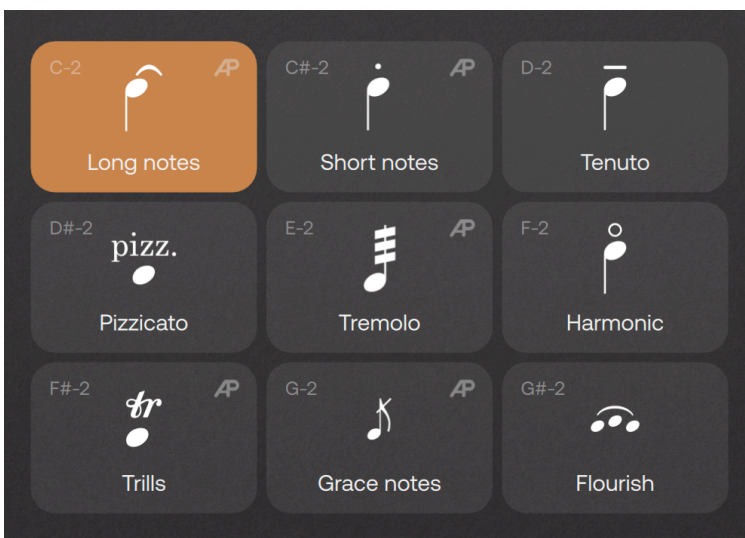 C-2 AP C#-2 AP D-2
Long notes Short notes Tenuto
D#-2 E-2 AP F-2
pizz.
Pizzicato Tremolo Harmonic
F#-2 AP G-2 AP G#-2
tr
Trills Grace notes Flourish